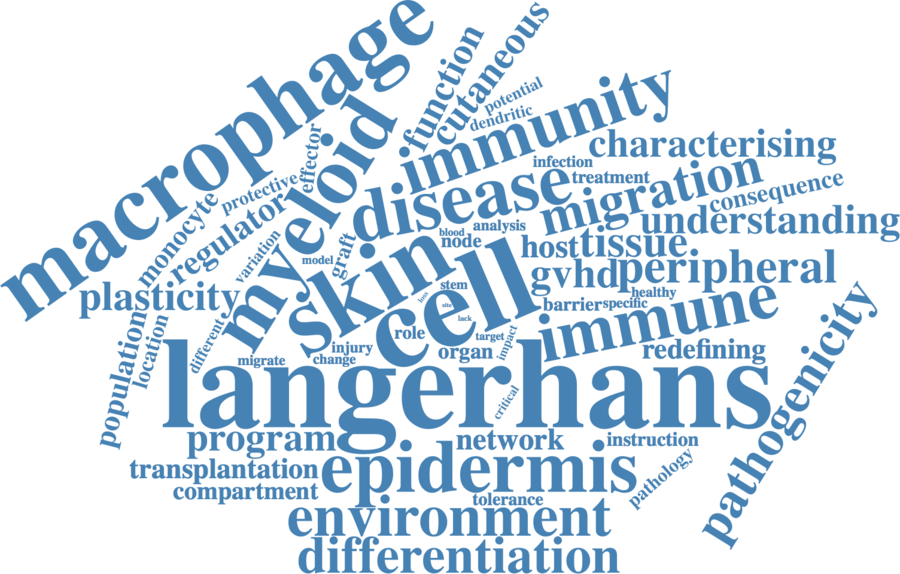 macrophage
function
cutaneous
potential
dendritic
myeloid
immunity
characterising
infection
treatment
effector
protective
disease
migration
consequence
monocyte
regulator
understanding
analysis
blood
node
host
tissue
variation
model
graft
skin
cell
plasticity
stem
gvhd
peripheral
healthy
barrier
specific
population
location
different
loss
site
lack
role
target
impact
immune
migrate
injury
change
organ
redefining
pathogenicity
langerhans
critical
program
network
instruction
transplantation
epidermis
pathology
compartment
tolerance
environment
differentiation